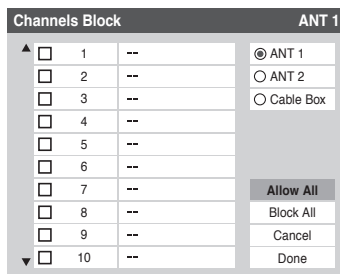 Channels Block ANT 1
1 --
2 --
3 --
4 --
5 --
6 --
7 --
8 --
9 --
10 --
ANT 1
ANT 2
Cable Box
Allow All
Block All
Cancel
Done